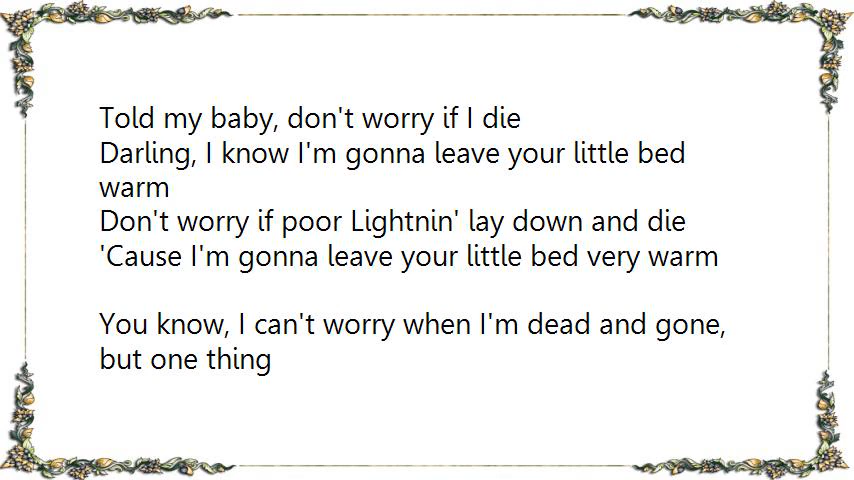 Told my baby, don't worry if I die
Darling, I know I'm gonna leave your little bed
warm
Don't worry if poor Lightnin' lay down and die
'Cause I'm gonna leave your little bed very warm

You know, I can't worry when I'm dead and gone,
but one thing